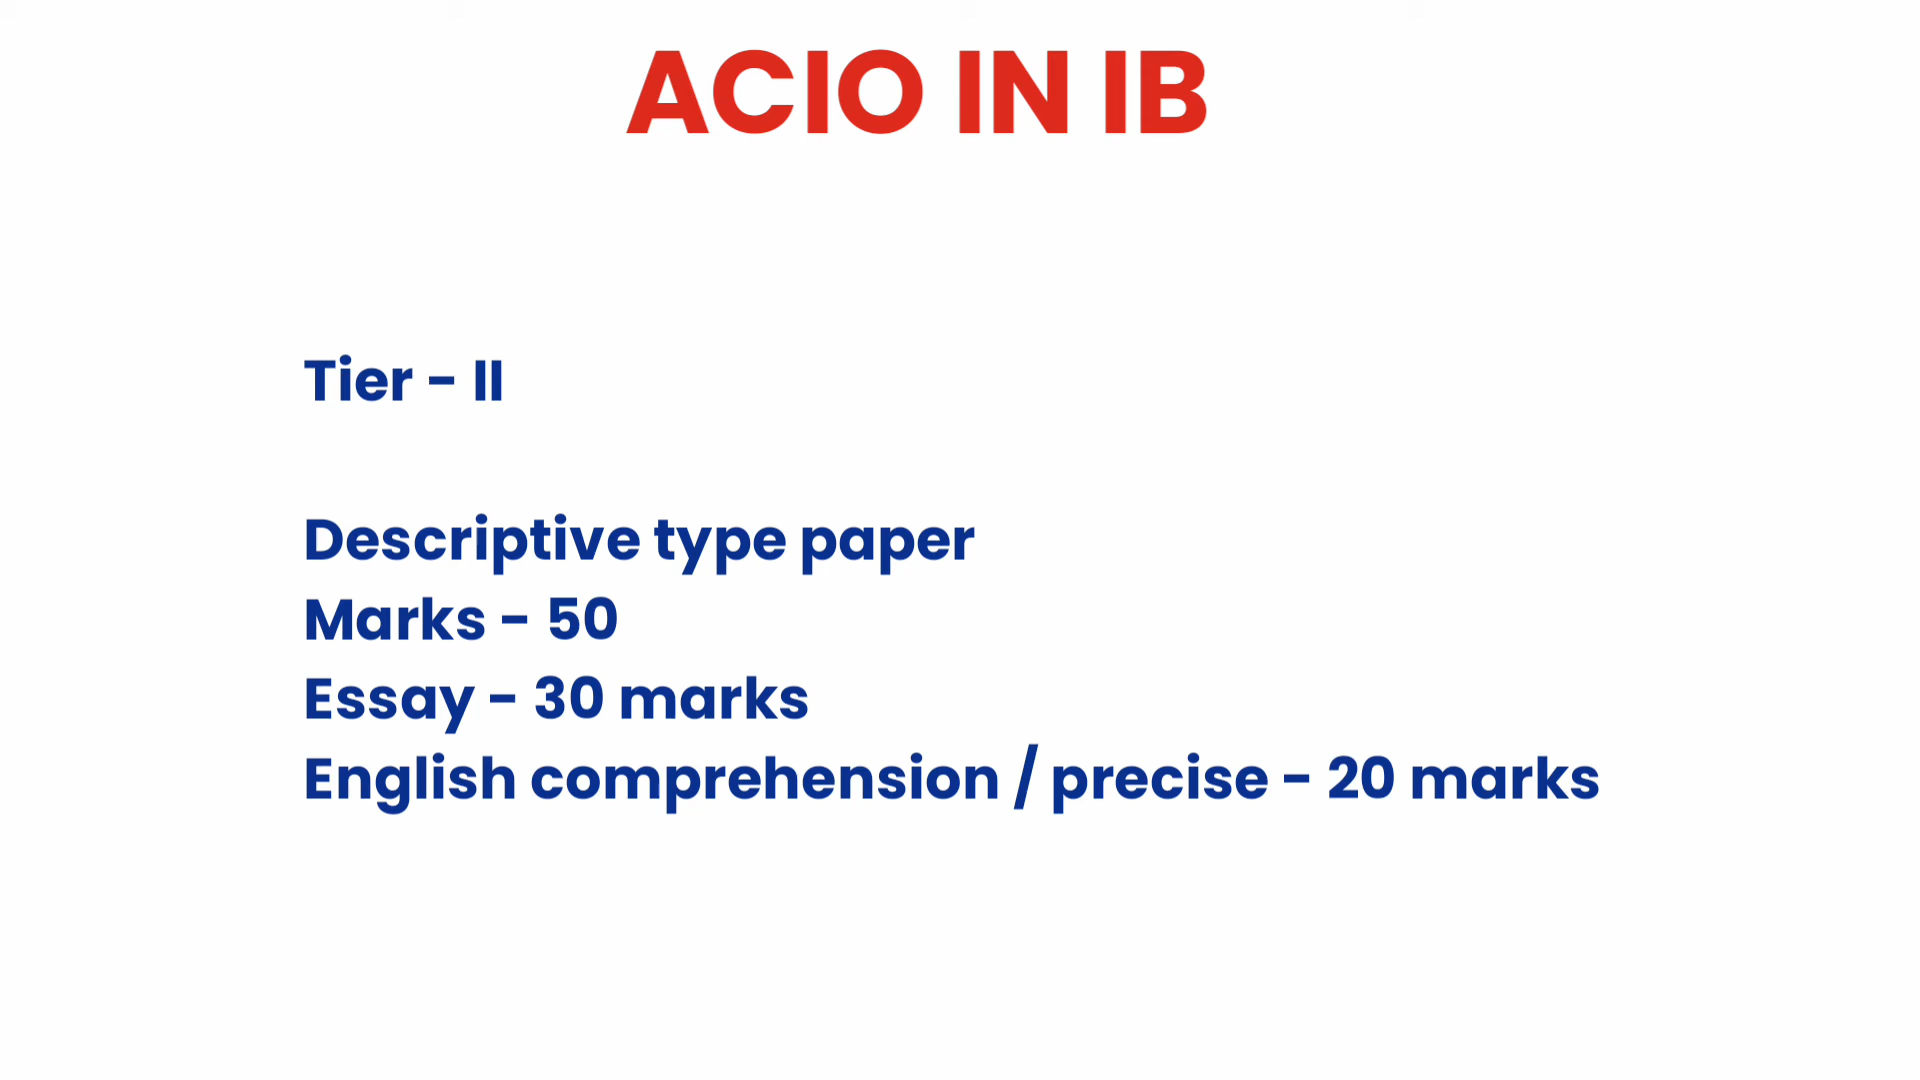 ACIO IN IB
Tier - II
Descriptive type paper
Marks - 50
Essay - 30 marks
English comprehension / precise - 20 marks